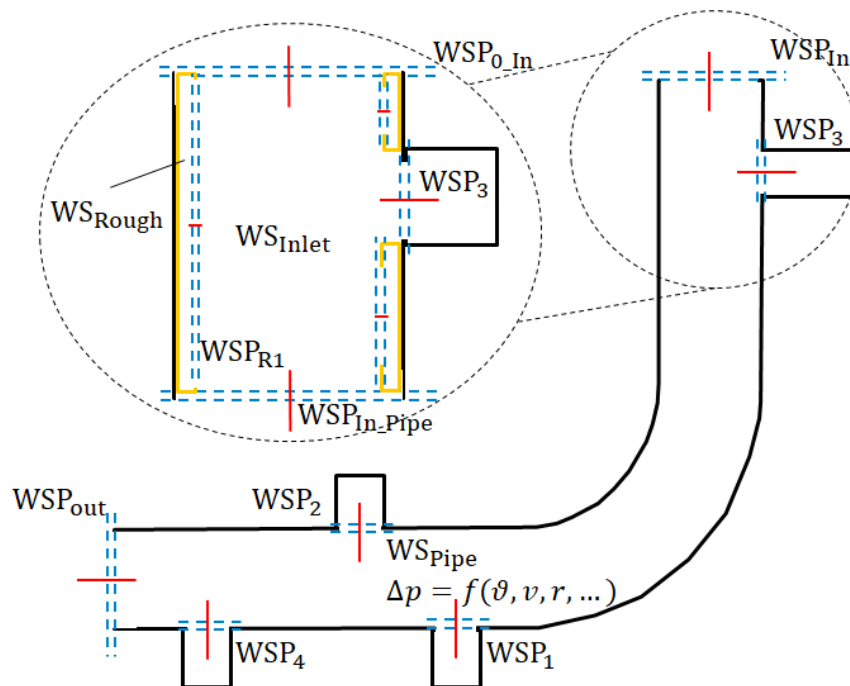 WSP0_In
WSPIn
WSP3
WSP3
WSRough
WSInlet
WSPR1
WSPIn_Pipe
WSPout
WSP2
WSPipe
Δp = f(ϑ, v, r, …)
WSP4
WSP1